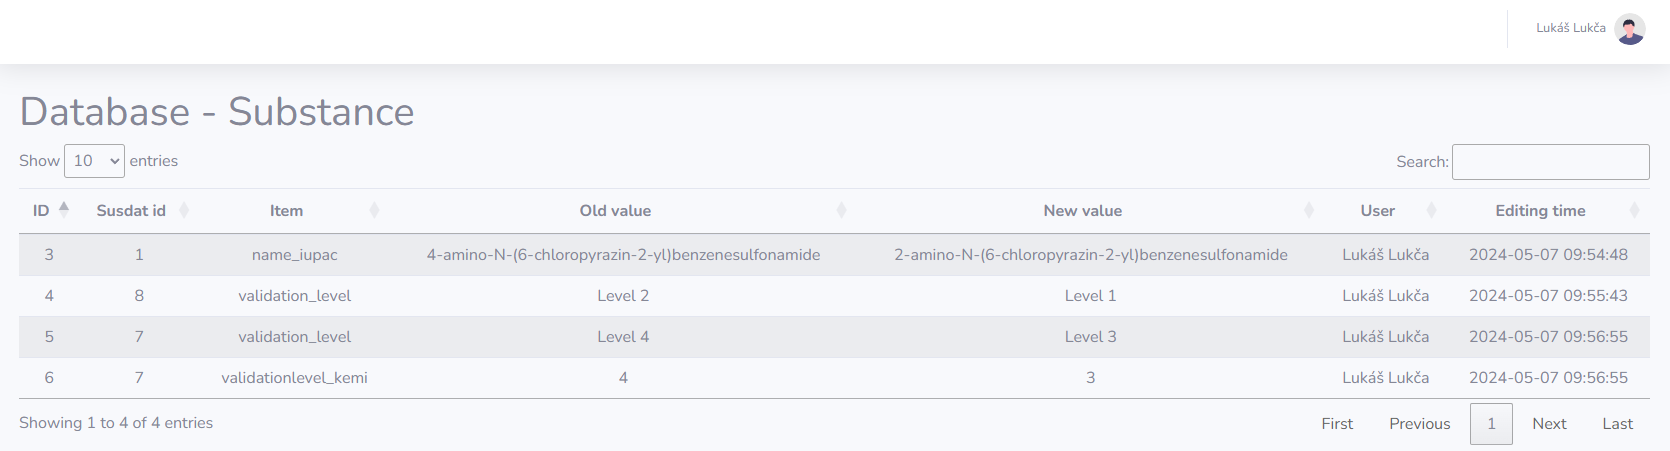 Lukáš Lukča
Database - Substance
Show 10 entries Search:
ID Susdat id Item Old value New value User Editing time
3 1 name_iupac 4-amino-N-(6-chloropyrazin-2-yl)benzenesulfonamide 2-amino-N-(6-chloropyrazin-2-yl)benzenesulfonamide Lukáš Lukča 2024-05-07 09:54:48
4 8 validation_level Level 2 Level 1 Lukáš Lukča 2024-05-07 09:55:43
5 7 validation_level Level 4 Level 3 Lukáš Lukča 2024-05-07 09:56:55
6 7 validationlevel_kemi 4 3 Lukáš Lukča 2024-05-07 09:56:55
Showing 1 to 4 of 4 entries First Previous 1 Next Last